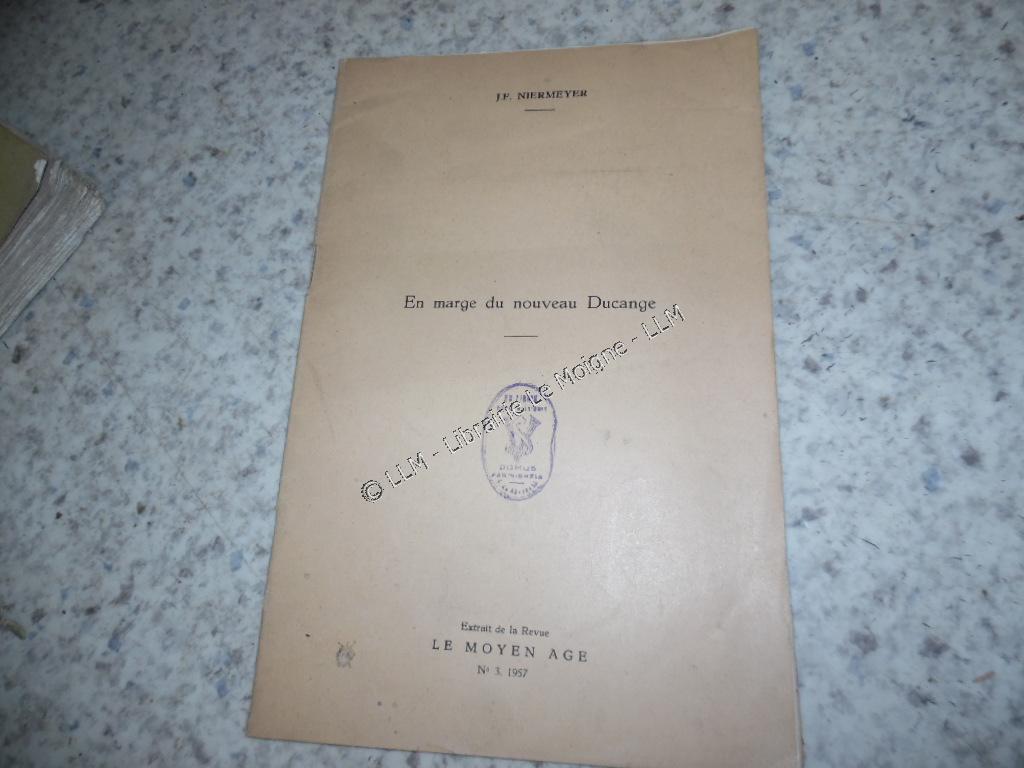 J.F. NIERMEYER
En marge du nouveau Ducange
© LLM - Librairie Le Moigne - LLM
DOMUS
Extrait de la Revue
LE MOYEN AGE
Nº 3, 1957